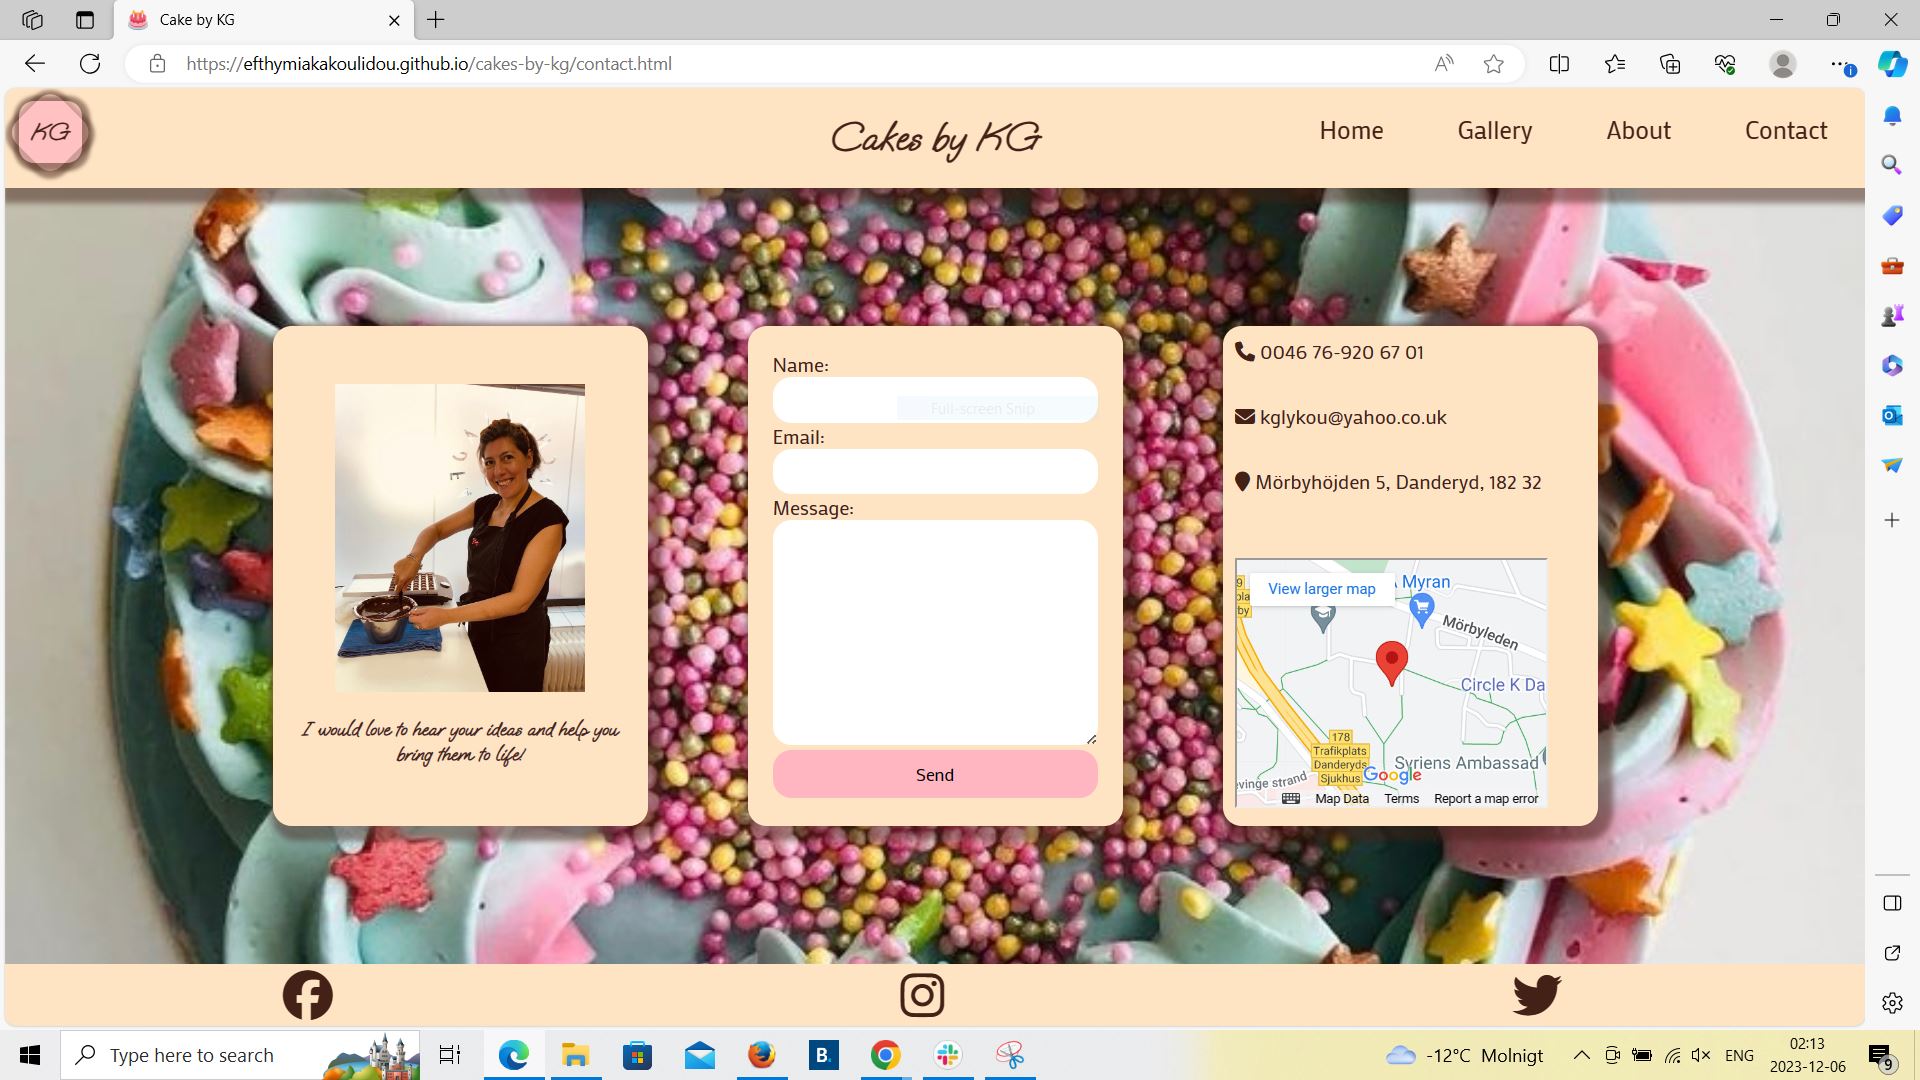 Cake by KG
https://efthymiakakoulidou.github.io/cakes-by-kg/contact.html
KG
Cakes by KG
Home
Gallery
About
Contact
I would love to hear your ideas and help you
bring them to life!
Name:
Full-screen Snip
Email:
Message:
Send
0046 76-920 67 01
kglykou@yahoo.co.uk
Mörbyhöjden 5, Danderyd, 182 32
View larger map
Myran
Mörbyleden
Circle K Da
178
Trafikplats
Danderyds
Sjukhus
Syriens Ambassad
evinge strand
Google
Map Data
Terms
Report a map error
Type here to search
B.
-12°C Molnigt
ENG
02:13
2023-12-06
9